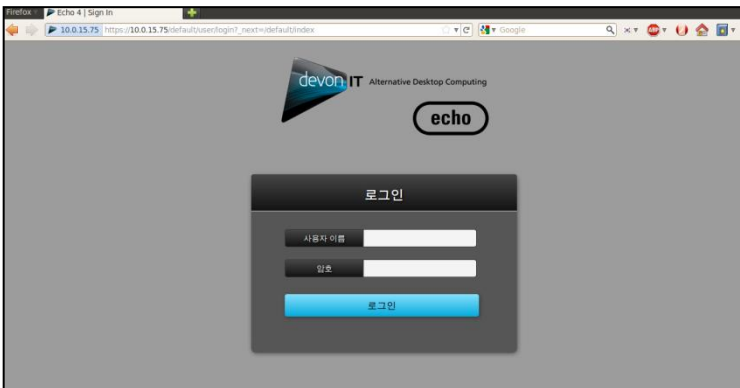 Firefox
Echo 4 | Sign In
10.0.15.75 https://10.0.15.75/default/user/login?_next=/default/index
Google
ABP
devon IT Alternative Desktop Computing
echo
로그인
사용자 이름
암호
로그인